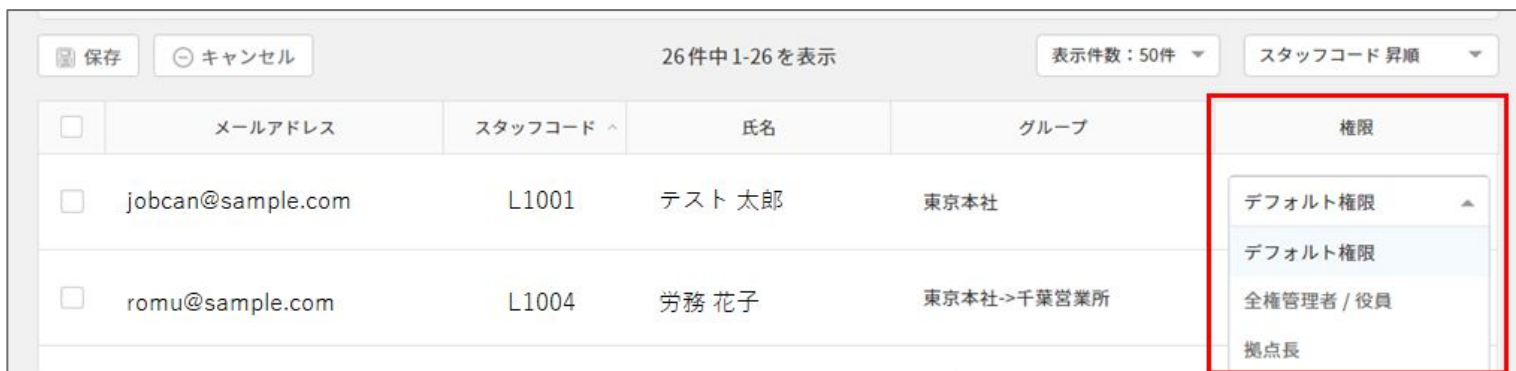 保存 キャンセル 26件中1-26を表示 表示件数：50件 スタッフコード 昇順
メールアドレス スタッフコード 氏名 グループ 権限
jobcan@sample.com L1001 テスト 太郎 東京本社 デフォルト権限
デフォルト権限
romu@sample.com L1004 労務 花子 東京本社->千葉営業所 全権管理者 / 役員
拠点長